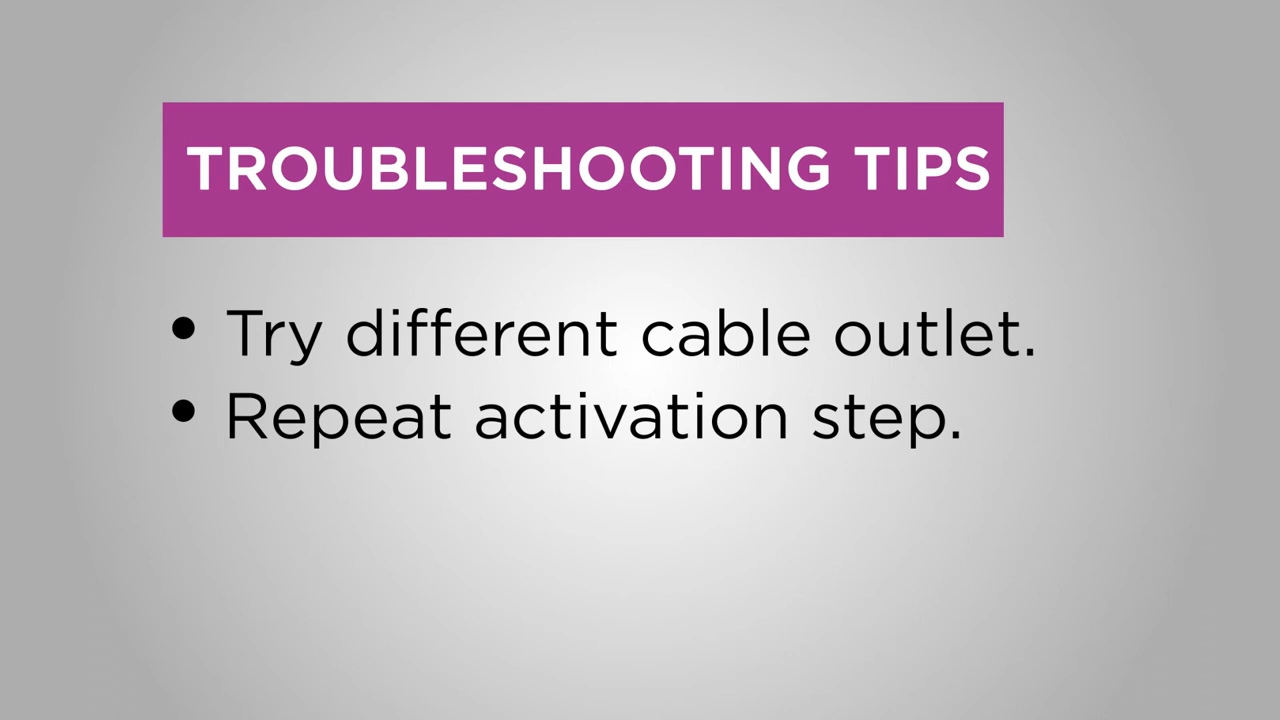 TROUBLESHOOTING TIPS
• Try different cable outlet.
• Repeat activation step.